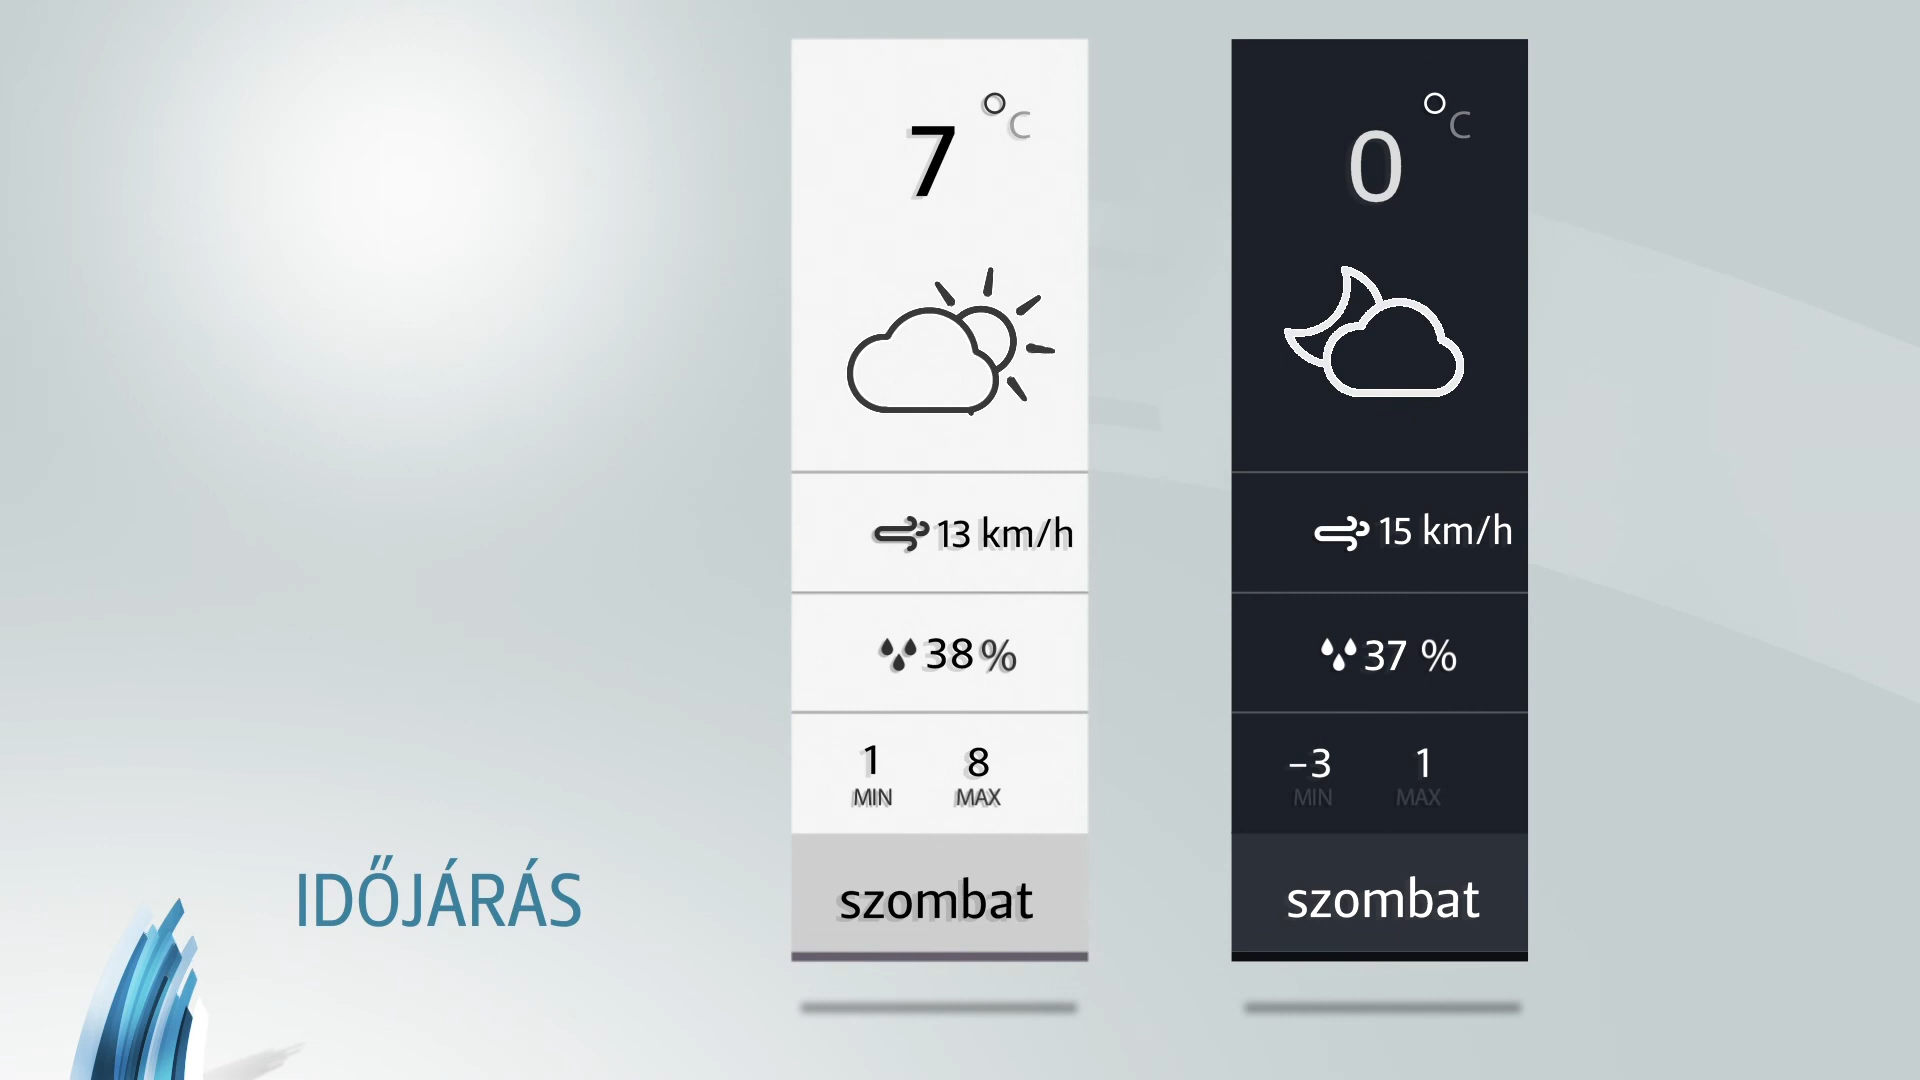 7 °C
13 km/h
38 %
1 8
MIN MAX
szombat
0 °C
15 km/h
37 %
–3 1
MIN MAX
szombat
IDŐJÁRÁS